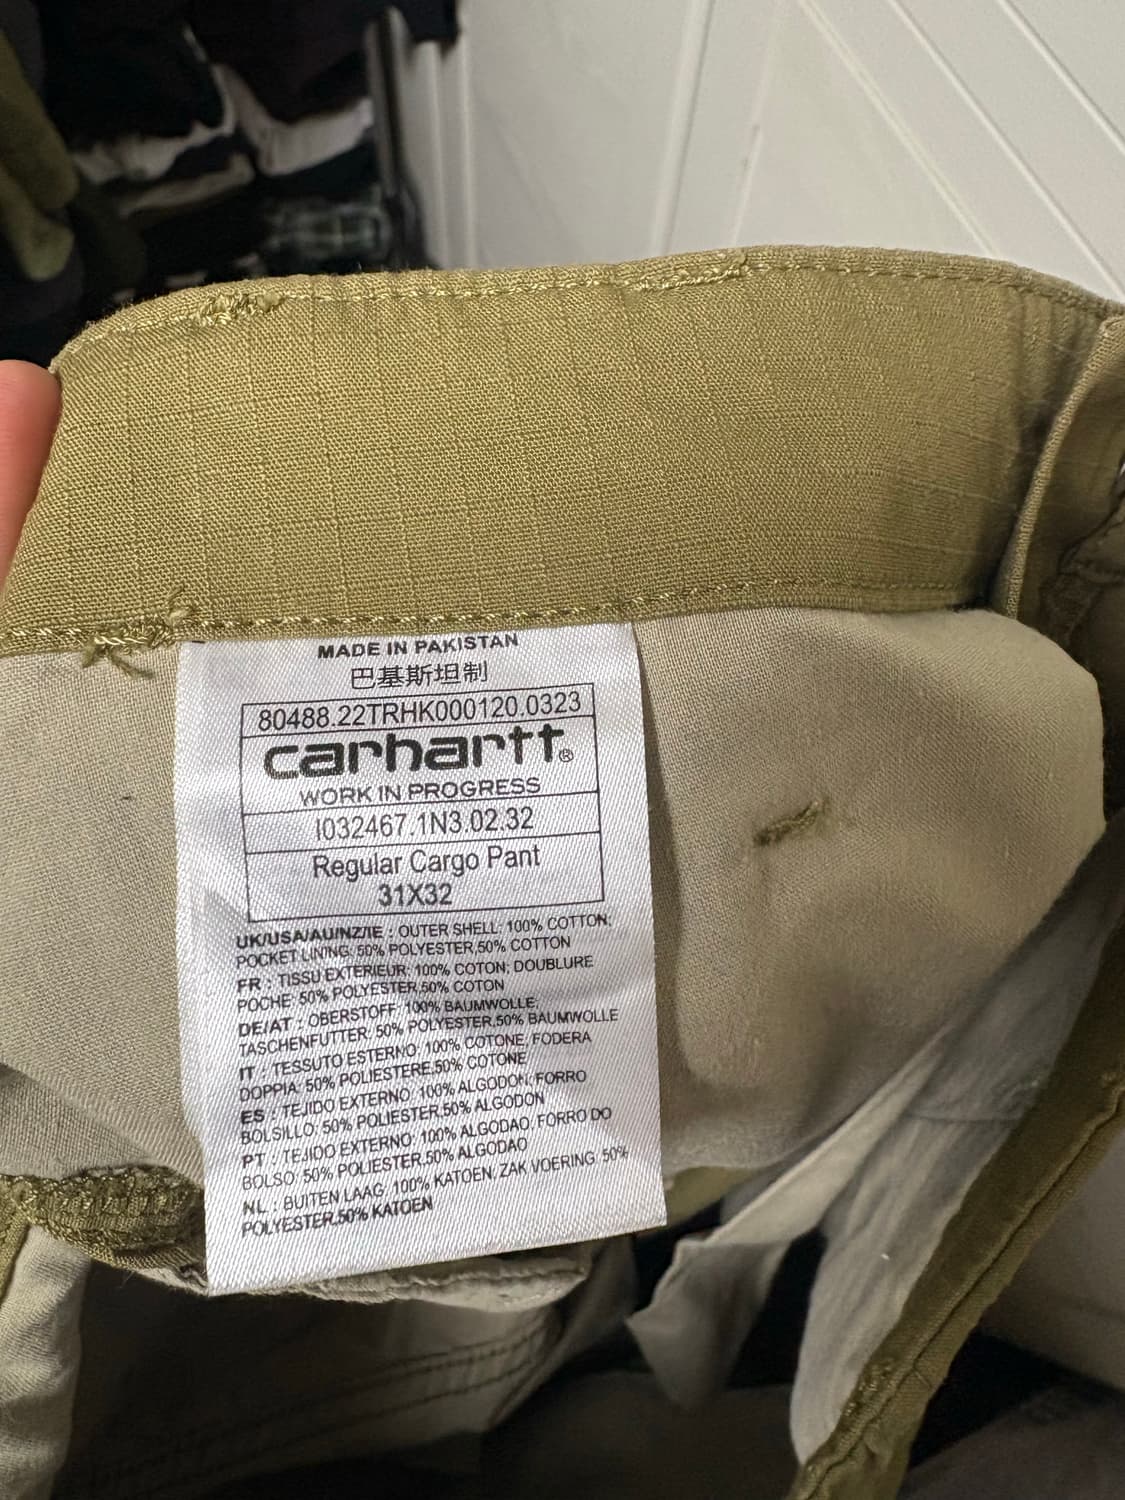 MADE IN PAKISTAN
巴基斯坦制
80488.22TRHK000120.0323
carhartt®
WORK IN PROGRESS
I032467.1N3.02.32
Regular Cargo Pant
31X32
UK/USA/AU/NZ/IE : OUTER SHELL: 100% COTTON;
POCKET LINING: 50% POLYESTER,50% COTTON
FR : TISSU EXTERIEUR: 100% COTON; DOUBLURE
POCHE: 50% POLYESTER,50% COTON
DE/AT : OBERSTOFF: 100% BAUMWOLLE;
TASCHENFUTTER: 50% POLYESTER,50% BAUMWOLLE
IT : TESSUTO ESTERNO: 100% COTONE; FODERA
DOPPIA: 50% POLIESTERE,50% COTONE
ES : TEJIDO EXTERNO: 100% ALGODON; FORRO
BOLSILLO: 50% POLIESTER,50% ALGODON
PT : TEJIDO EXTERNO: 100% ALGODAO; FORRO DO
BOLSO: 50% POLIESTER,50% ALGODAO
NL : BUITEN LAAG: 100% KATOEN; ZAK VOERING: 50%
POLYESTER,50% KATOEN